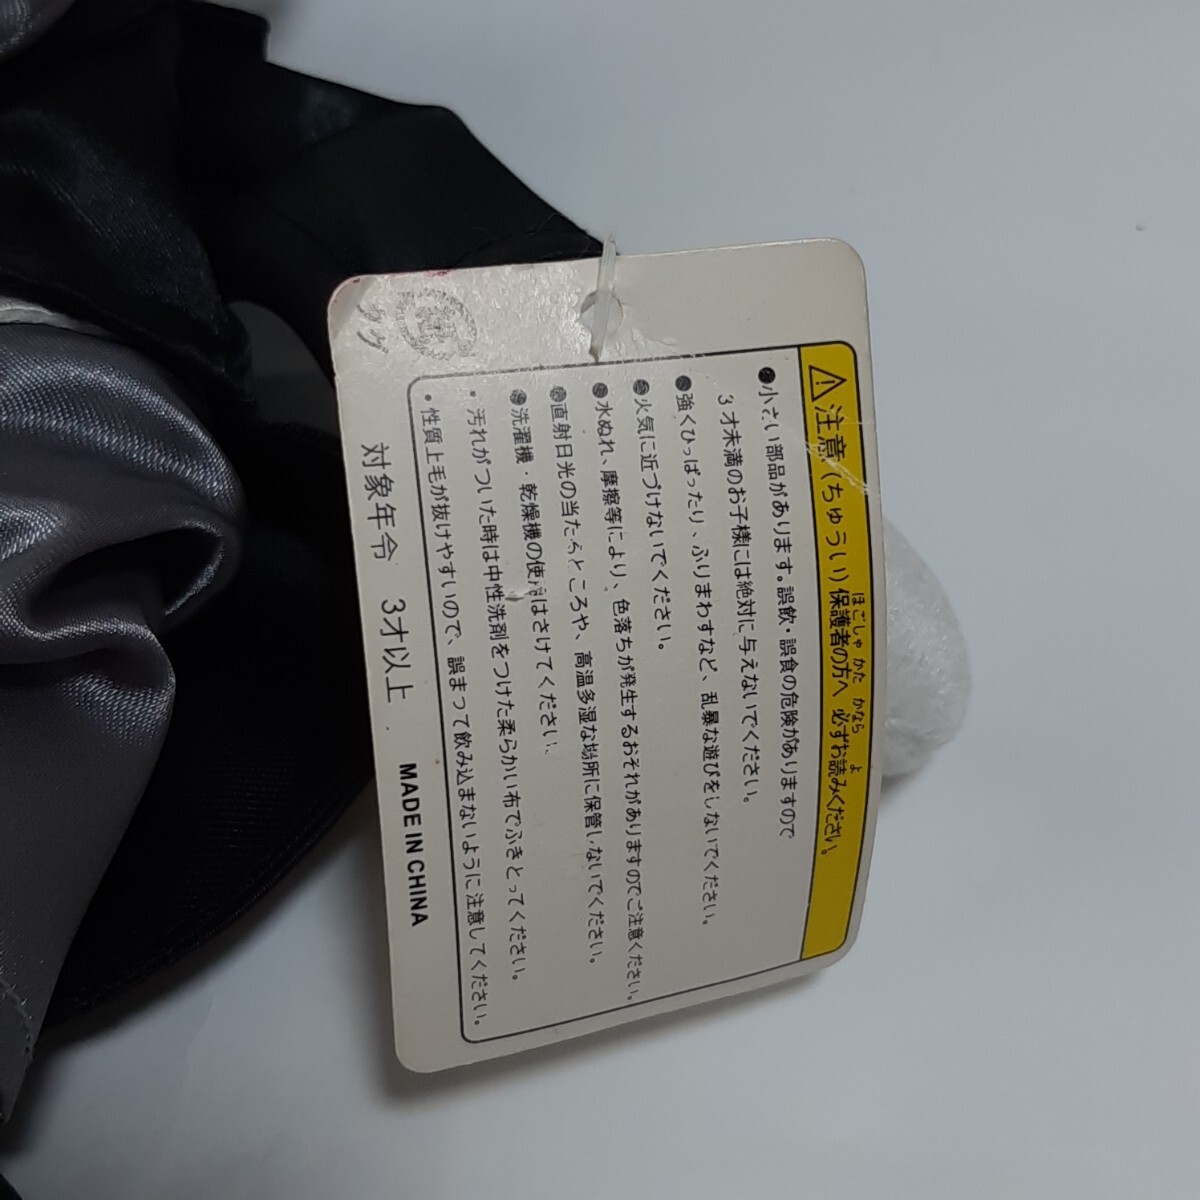 ⚠注意(ちゅうい)保護者の方へ 必ずお読みください。
ほごしゃ かた かなら よ
●小さい部品があります。誤飲・誤食の危険がありますので
3才未満のお子様には絶対に与えないでください。
●強くひっぱったり、ふりまわすなど、乱暴な遊びをしないでください。
●火気に近づけないでください。
●水ぬれ、摩擦等により、色落ちが発生するおそれがありますのでご注意ください。
●直射日光の当たるところや、高温多湿な場所に保管しないでください。
●洗濯機・乾燥機の使用はさけてください。
・汚れがついた時は中性洗剤をつけた柔らかい布でふきとってください。
・性質上毛が抜けやすいので、誤まって飲み込まないように注意してください。
対象年令 3才以上 MADE IN CHINA